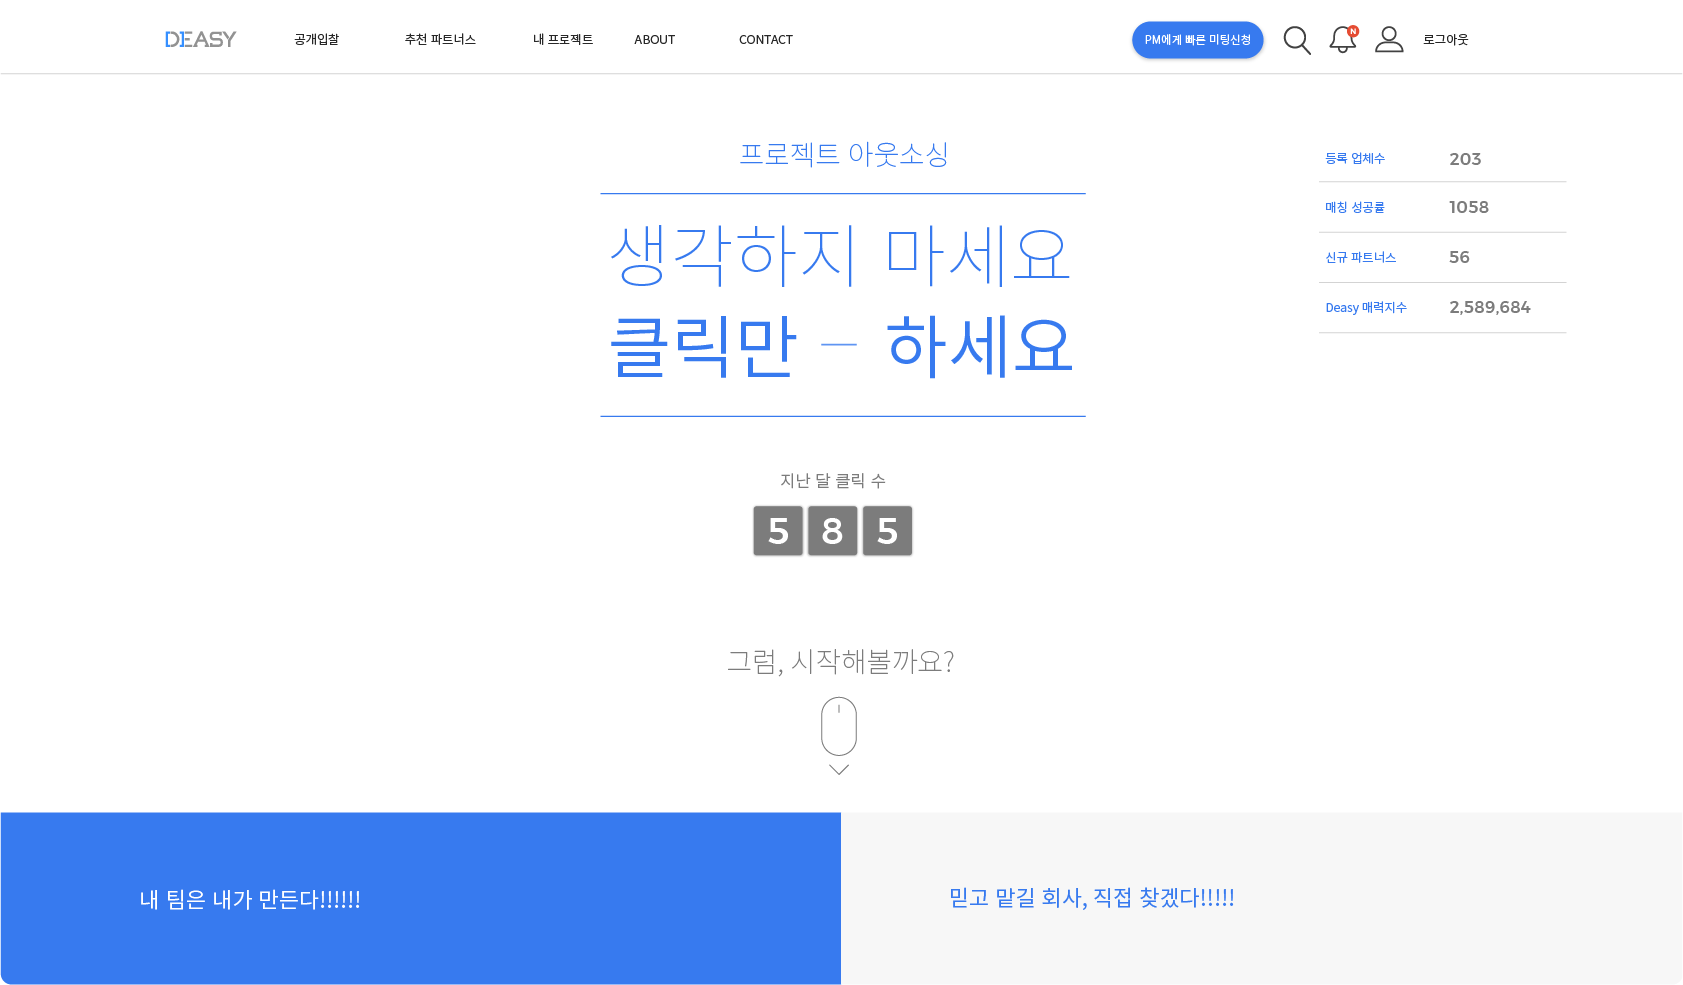 DEASY
공개입찰
추천 파트너스
내 프로젝트
ABOUT
CONTACT
PM에게 빠른 미팅신청
N
로그아웃
프로젝트 아웃소싱
생각하지 마세요
클릭만 — 하세요
등록 업체수 203
매칭 성공률 1058
신규 파트너스 56
Deasy 매력지수 2,589,684
지난 달 클릭 수
5 8 5
그럼, 시작해볼까요?
내 팀은 내가 만든다!!!!!!
믿고 맡길 회사, 직접 찾겠다!!!!!